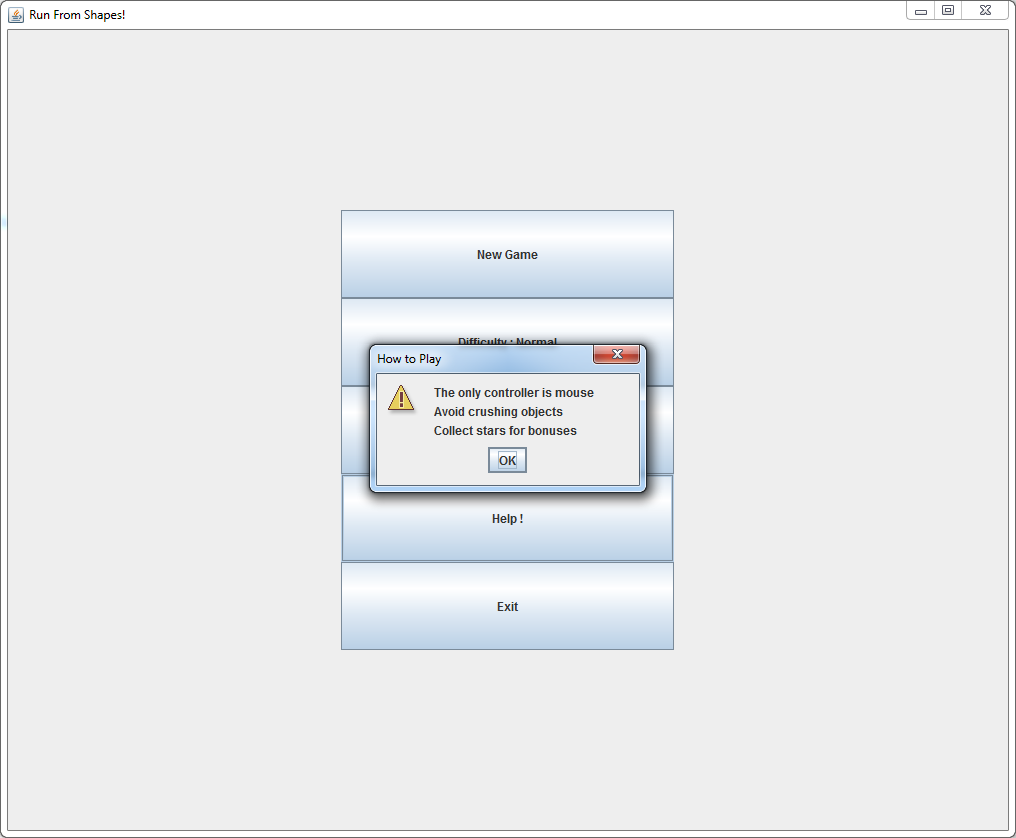 Run From Shapes!
New Game
Difficulty : Normal
How to Play
The only controller is mouse
Avoid crushing objects
Collect stars for bonuses
OK
Help !
Exit